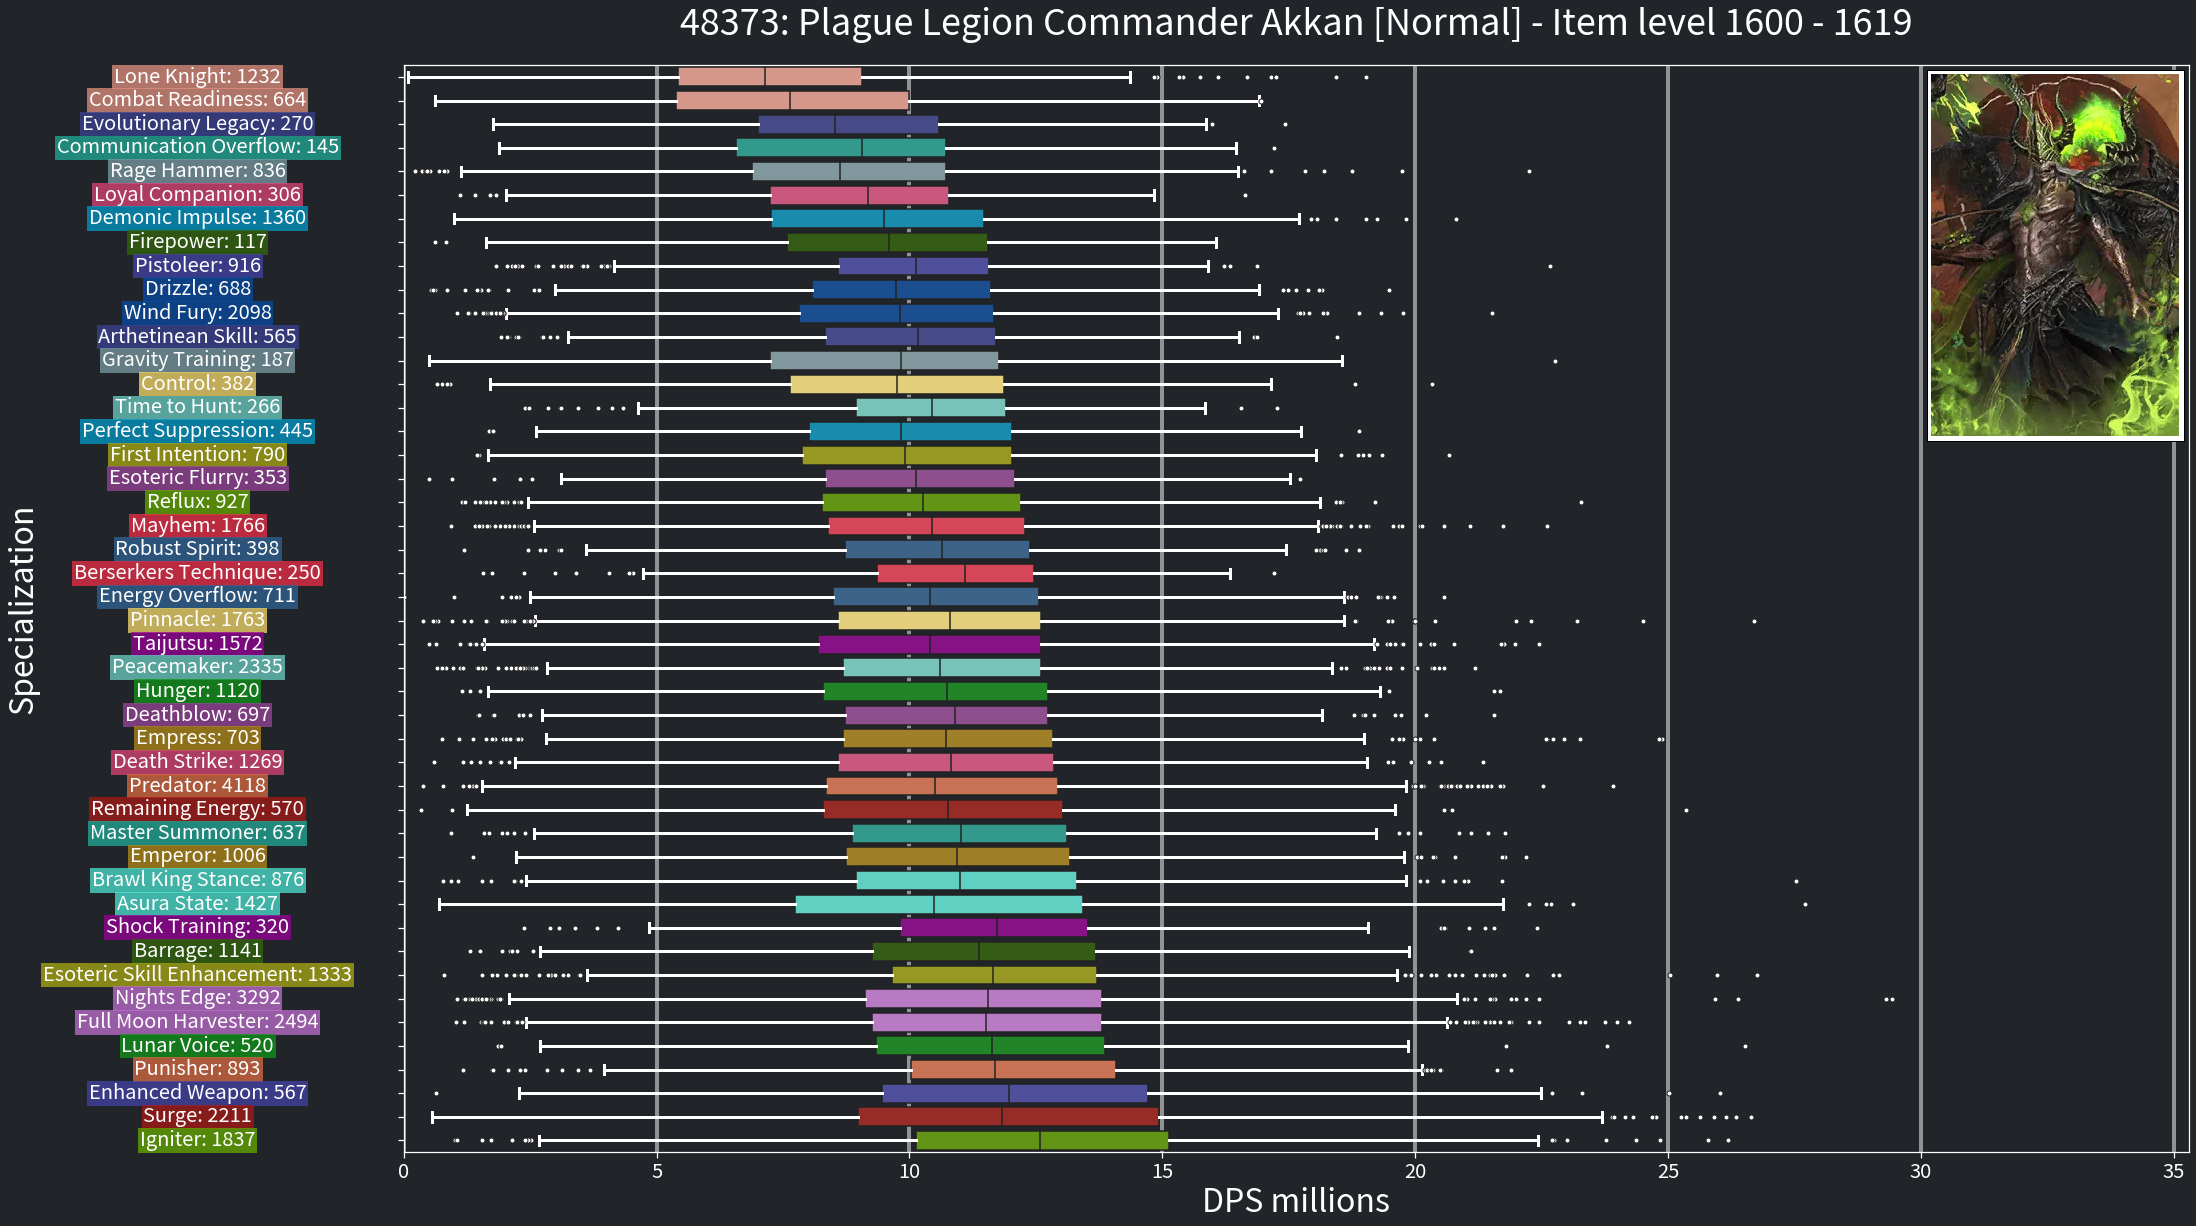 48373: Plague Legion Commander Akkan [Normal] - Item level 1600 - 1619
Specialization
Lone Knight: 1232
Combat Readiness: 664
Evolutionary Legacy: 270
Communication Overflow: 145
Rage Hammer: 836
Loyal Companion: 306
Demonic Impulse: 1360
Firepower: 117
Pistoleer: 916
Drizzle: 688
Wind Fury: 2098
Arthetinean Skill: 565
Gravity Training: 187
Control: 382
Time to Hunt: 266
Perfect Suppression: 445
First Intention: 790
Esoteric Flurry: 353
Reflux: 927
Mayhem: 1766
Robust Spirit: 398
Berserkers Technique: 250
Energy Overflow: 711
Pinnacle: 1763
Taijutsu: 1572
Peacemaker: 2335
Hunger: 1120
Deathblow: 697
Empress: 703
Death Strike: 1269
Predator: 4118
Remaining Energy: 570
Master Summoner: 637
Emperor: 1006
Brawl King Stance: 876
Asura State: 1427
Shock Training: 320
Barrage: 1141
Esoteric Skill Enhancement: 1333
Nights Edge: 3292
Full Moon Harvester: 2494
Lunar Voice: 520
Punisher: 893
Enhanced Weapon: 567
Surge: 2211
Igniter: 1837
0 5 10 15 20 25 30 35
DPS millions